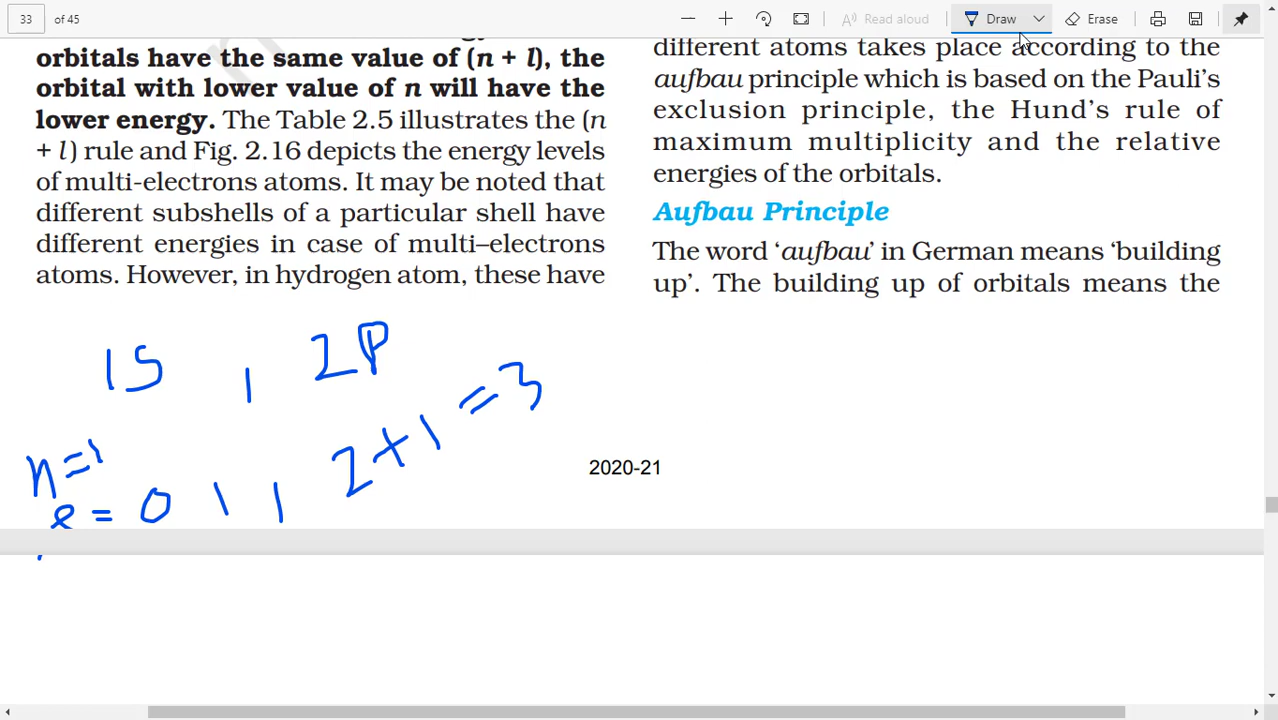 33 of 45
Read aloud
Draw
Erase
orbitals have the same value of (n + l), the
orbital with lower value of n will have the
lower energy. The Table 2.5 illustrates the (n
+ l) rule and Fig. 2.16 depicts the energy levels
of multi-electrons atoms. It may be noted that
different subshells of a particular shell have
different energies in case of multi–electrons
atoms. However, in hydrogen atom, these have
different atoms takes place according to the
aufbau principle which is based on the Pauli’s
exclusion principle, the Hund’s rule of
maximum multiplicity and the relative
energies of the orbitals.
Aufbau Principle
The word ‘aufbau’ in German means ‘building
up’. The building up of orbitals means the
1S , 2P
n=1
l = 0 1 , 2+1 =3
2020-21